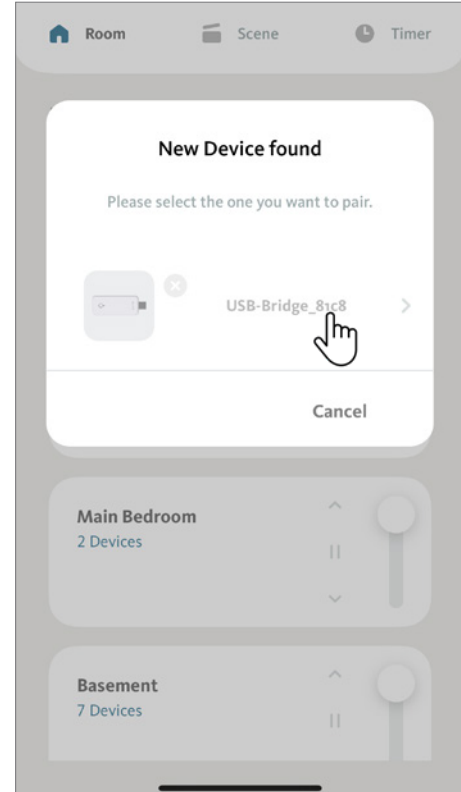 Room
Scene
Timer
New Device found
Please select the one you want to pair.
USB-Bridge_81c8
Cancel
Main Bedroom
2 Devices
Basement
7 Devices